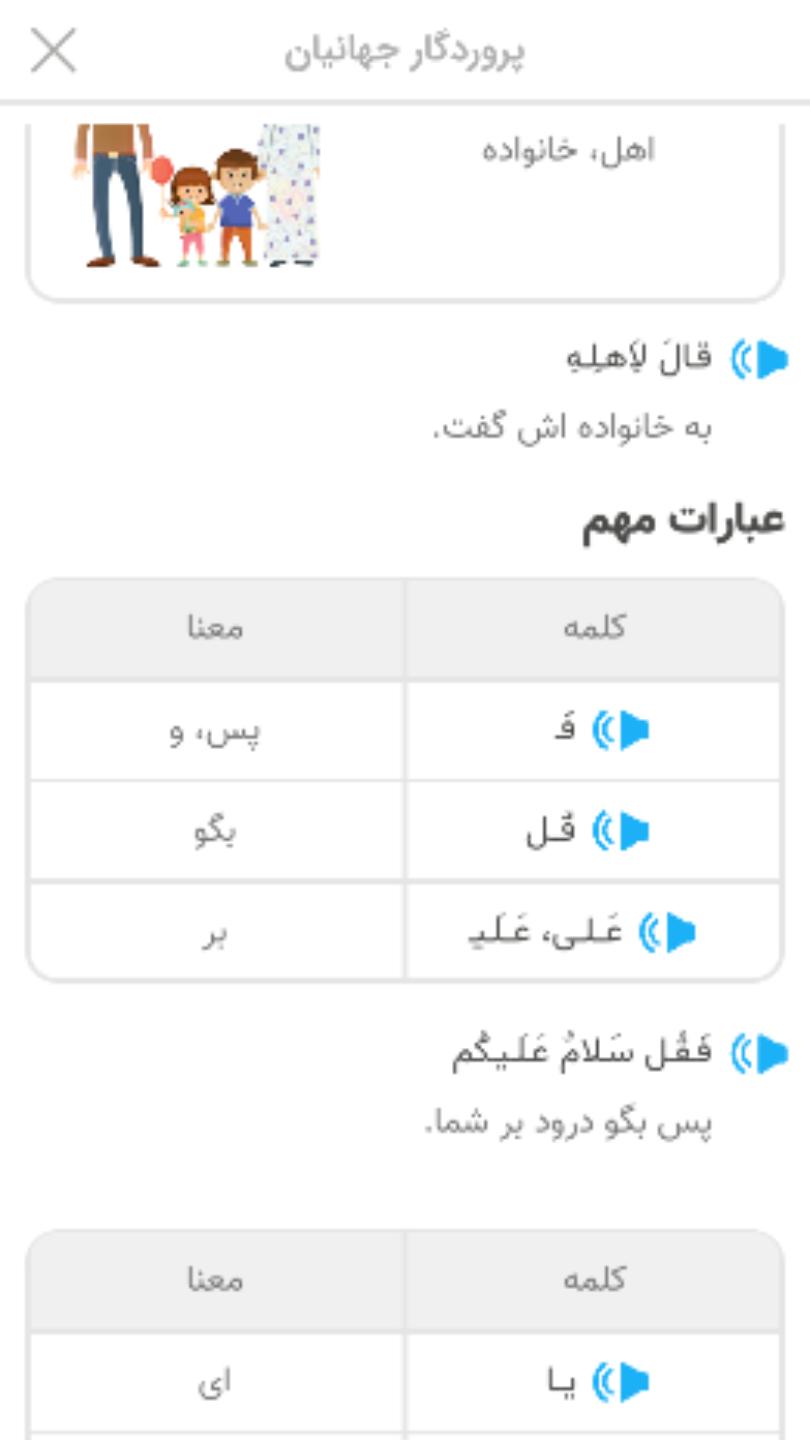 پروردگار جهانیان
اهل، خانواده
قالَ لِاَهلِهِ
به خانواده اش گفت.
عبارات مهم
کلمه معنا
فَـ پس، و
قُل بگو
عَلی، عَلَیـ بر
فَقُل سَلامٌ عَلَیکُم
پس بگو درود بر شما.
کلمه معنا
یا ای